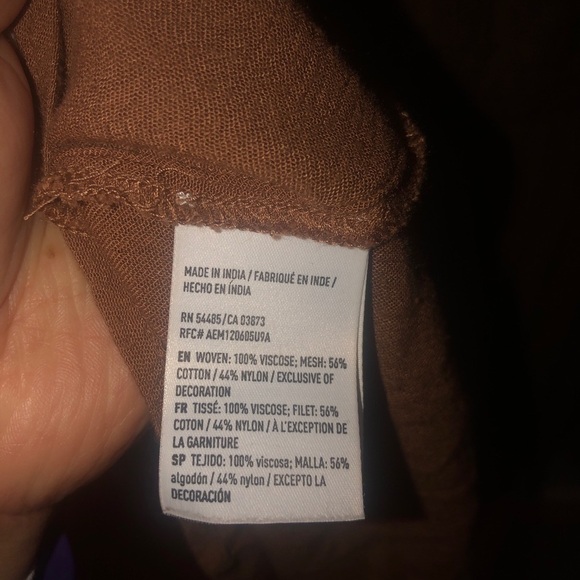 MADE IN INDIA / FABRIQUÉ EN INDE /
HECHO EN ÍNDIA
RN 54485/CA 03873
RFC# AEM120605U9A
EN WOVEN: 100% VISCOSE; MESH: 56%
COTTON / 44% NYLON / EXCLUSIVE OF
DECORATION
FR TISSÉ: 100% VISCOSE; FILET: 56%
COTON / 44% NYLON / À L'EXCEPTION DE
LA GARNITURE
SP TEJIDO: 100% viscosa; MALLA: 56%
algodón / 44% nylon / EXCEPTO LA
DECORACIÓN